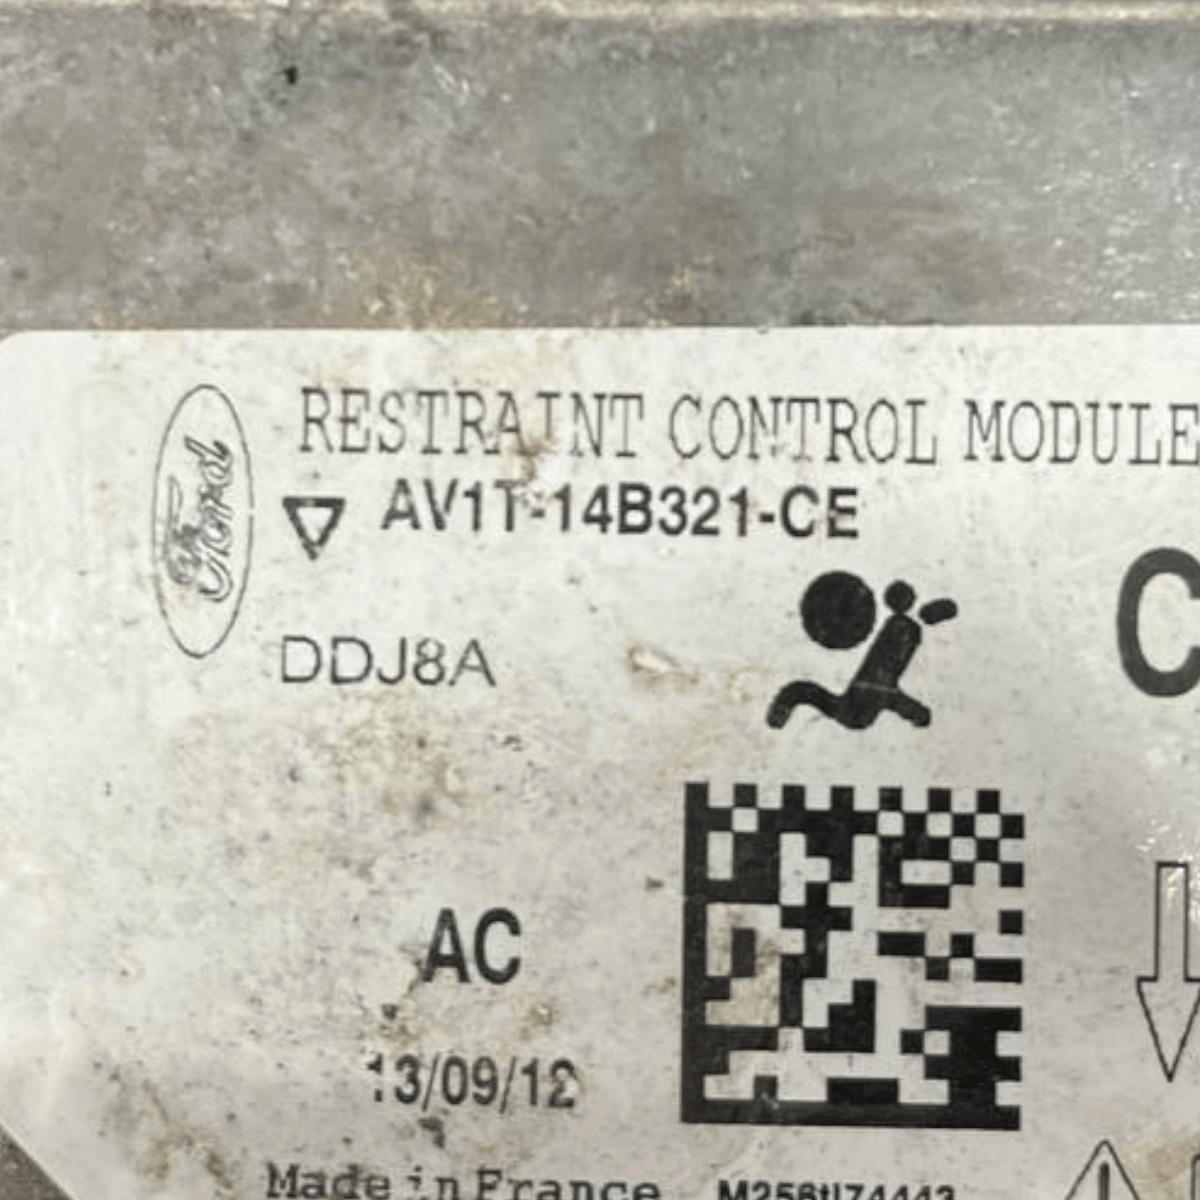 Ford
RESTRAINT CONTROL MODULE
AV1T-14B321-CE
C
DDJ8A
AC
13/09/12
Made in France